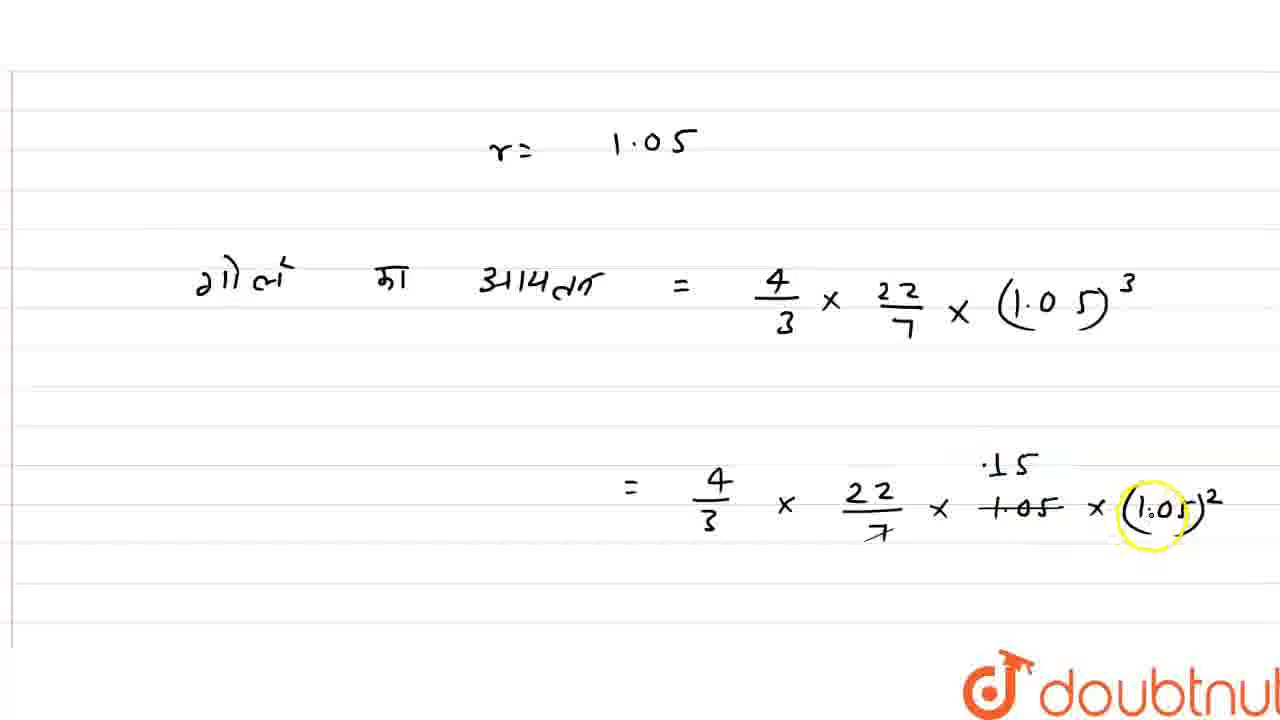 r = 1.05
गोले का आयतन = 4/3 × 22/7 × (1.05)³
= 4/3 × 22/7 × 1.05 × (1.05)²
.15
doubtnut